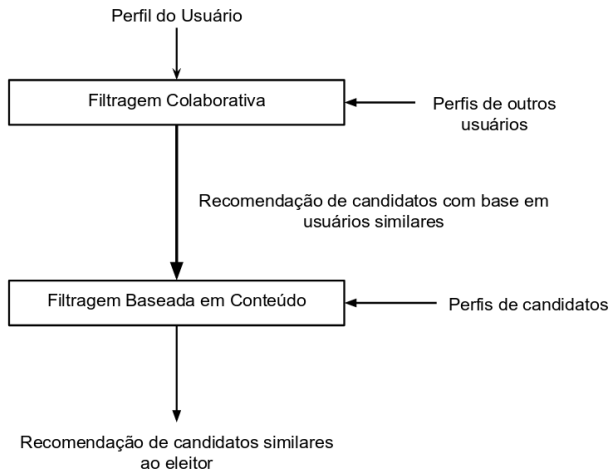 Perfil do Usuário
Filtragem Colaborativa
Perfis de outros
usuários
Recomendação de candidatos com base em
usuários similares
Filtragem Baseada em Conteúdo
Perfis de candidatos
Recomendação de candidatos similares
ao eleitor